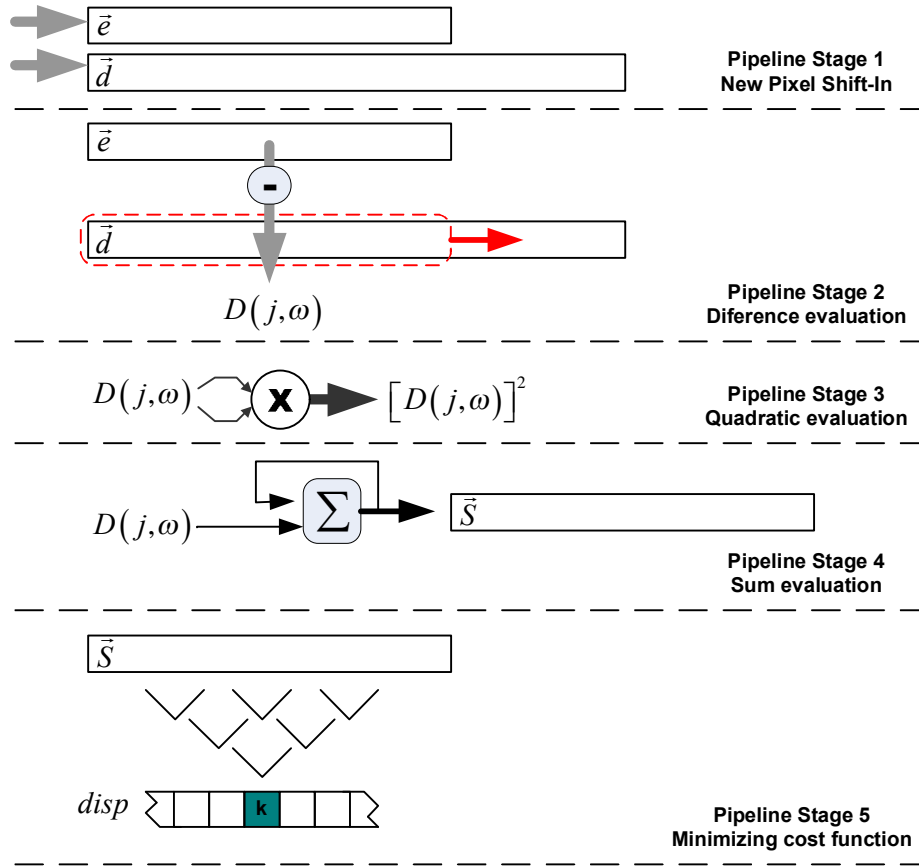 e⃗
d⃗
Pipeline Stage 1
New Pixel Shift-In
e⃗
-
d⃗
D(j,ω)
Pipeline Stage 2
Diference evaluation
D(j,ω) x [D(j,ω)]²
Pipeline Stage 3
Quadratic evaluation
D(j,ω) Σ S⃗
Pipeline Stage 4
Sum evaluation
S⃗
disp k
Pipeline Stage 5
Minimizing cost function